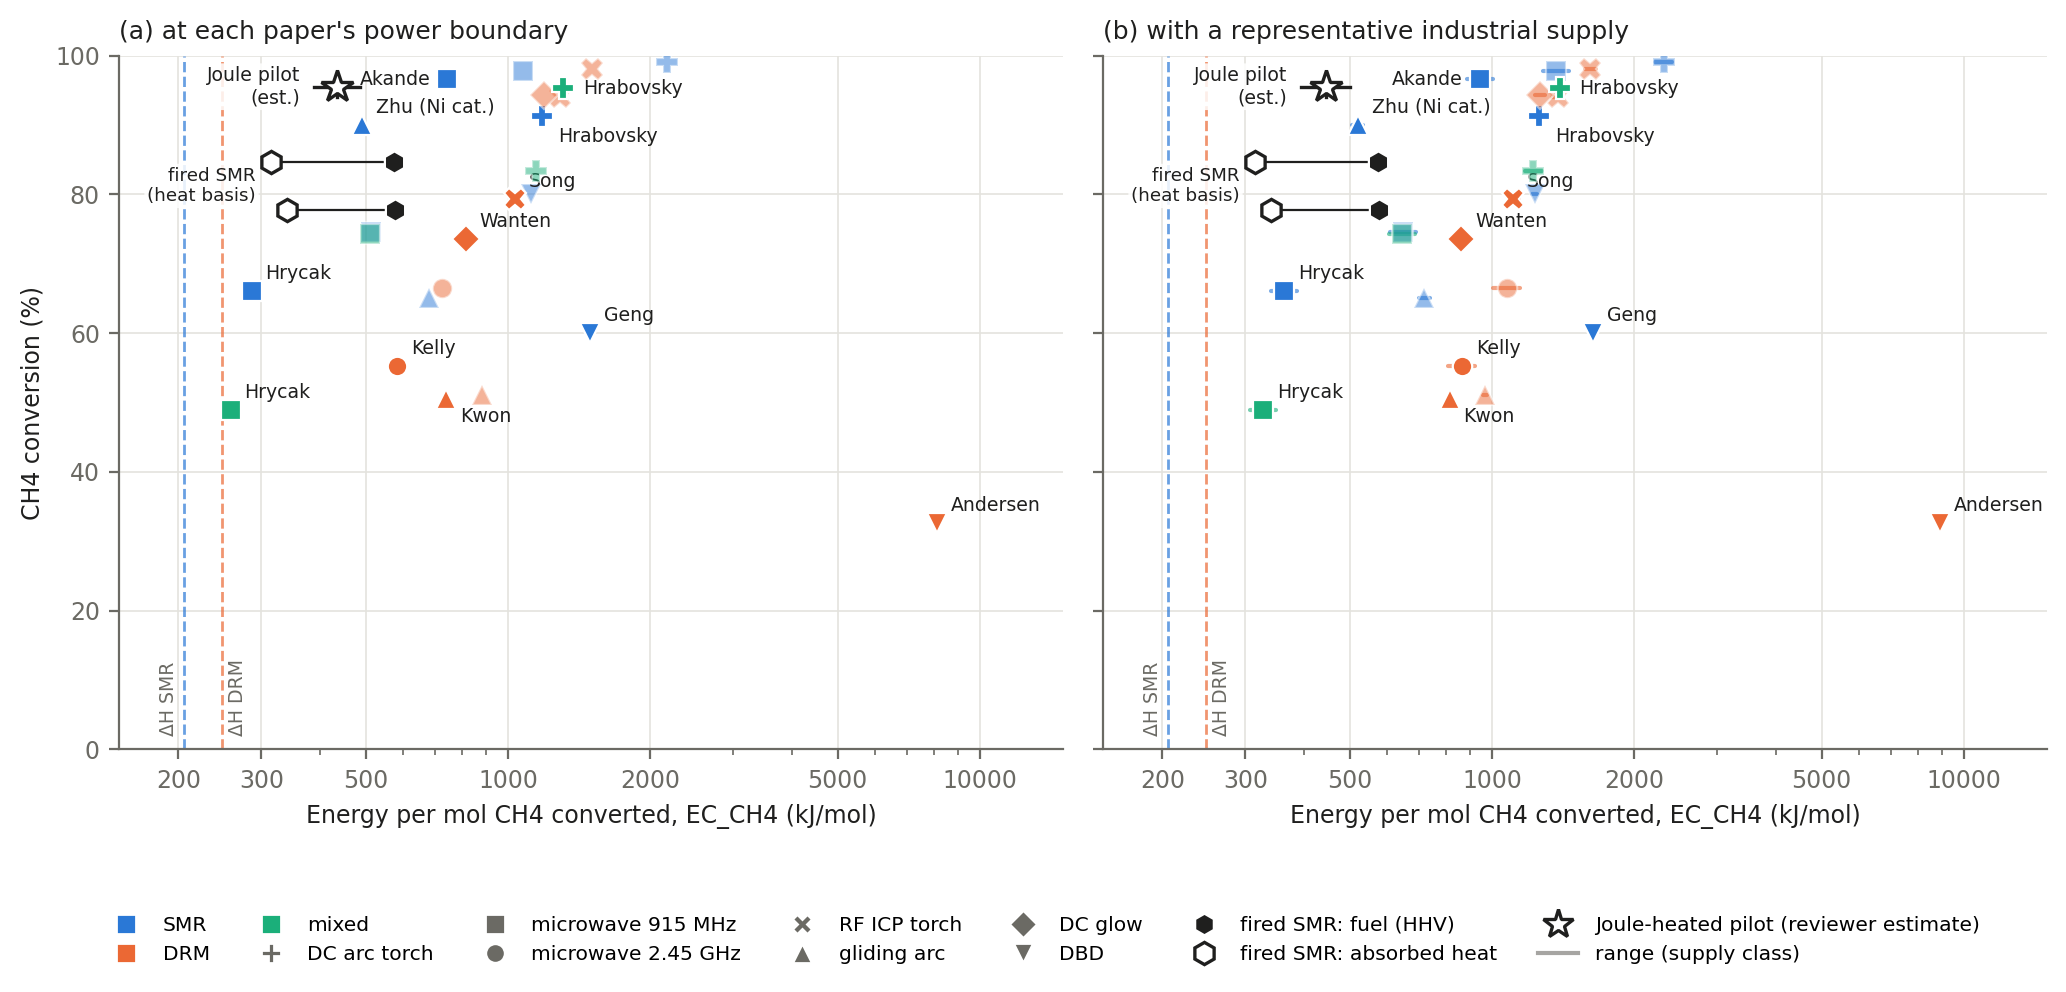 (a) at each paper's power boundary
(b) with a representative industrial supply
CH4 conversion (%)
100
80
60
40
20
0
Joule pilot
(est.)
Akande
Zhu (Ni cat.)
Hrabovsky
Hrabovsky
fired SMR
(heat basis)
Song
Wanten
Hrycak
Geng
Kelly
Hrycak
Kwon
Andersen
ΔH SMR
ΔH DRM
200
300
500
1000
2000
5000
10000
Energy per mol CH4 converted, EC_CH4 (kJ/mol)
Joule pilot
(est.)
Akande
Zhu (Ni cat.)
Hrabovsky
Hrabovsky
fired SMR
(heat basis)
Song
Wanten
Hrycak
Geng
Kelly
Hrycak
Kwon
Andersen
ΔH SMR
ΔH DRM
200
300
500
1000
2000
5000
10000
Energy per mol CH4 converted, EC_CH4 (kJ/mol)
SMR
DRM
mixed
DC arc torch
microwave 915 MHz
microwave 2.45 GHz
RF ICP torch
gliding arc
DC glow
DBD
fired SMR: fuel (HHV)
fired SMR: absorbed heat
Joule-heated pilot (reviewer estimate)
range (supply class)